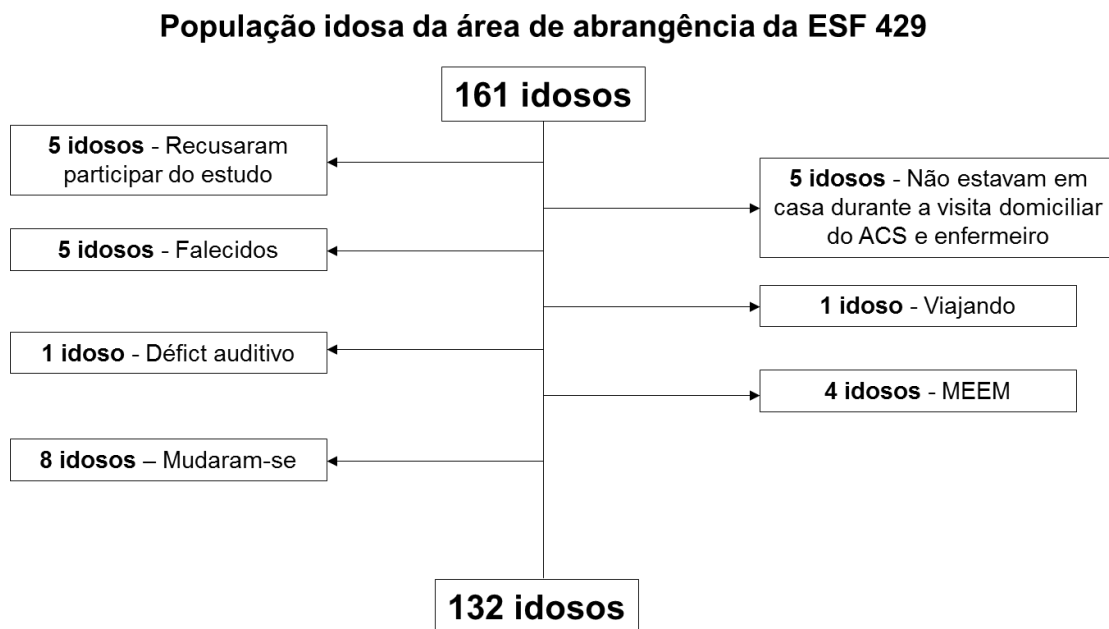 População idosa da área de abrangência da ESF 429
161 idosos
5 idosos - Recusaram
participar do estudo
5 idosos - Não estavam em
casa durante a visita domiciliar
do ACS e enfermeiro
5 idosos - Falecidos
1 idoso - Viajando
1 idoso - Défict auditivo
4 idosos - MEEM
8 idosos – Mudaram-se
132 idosos